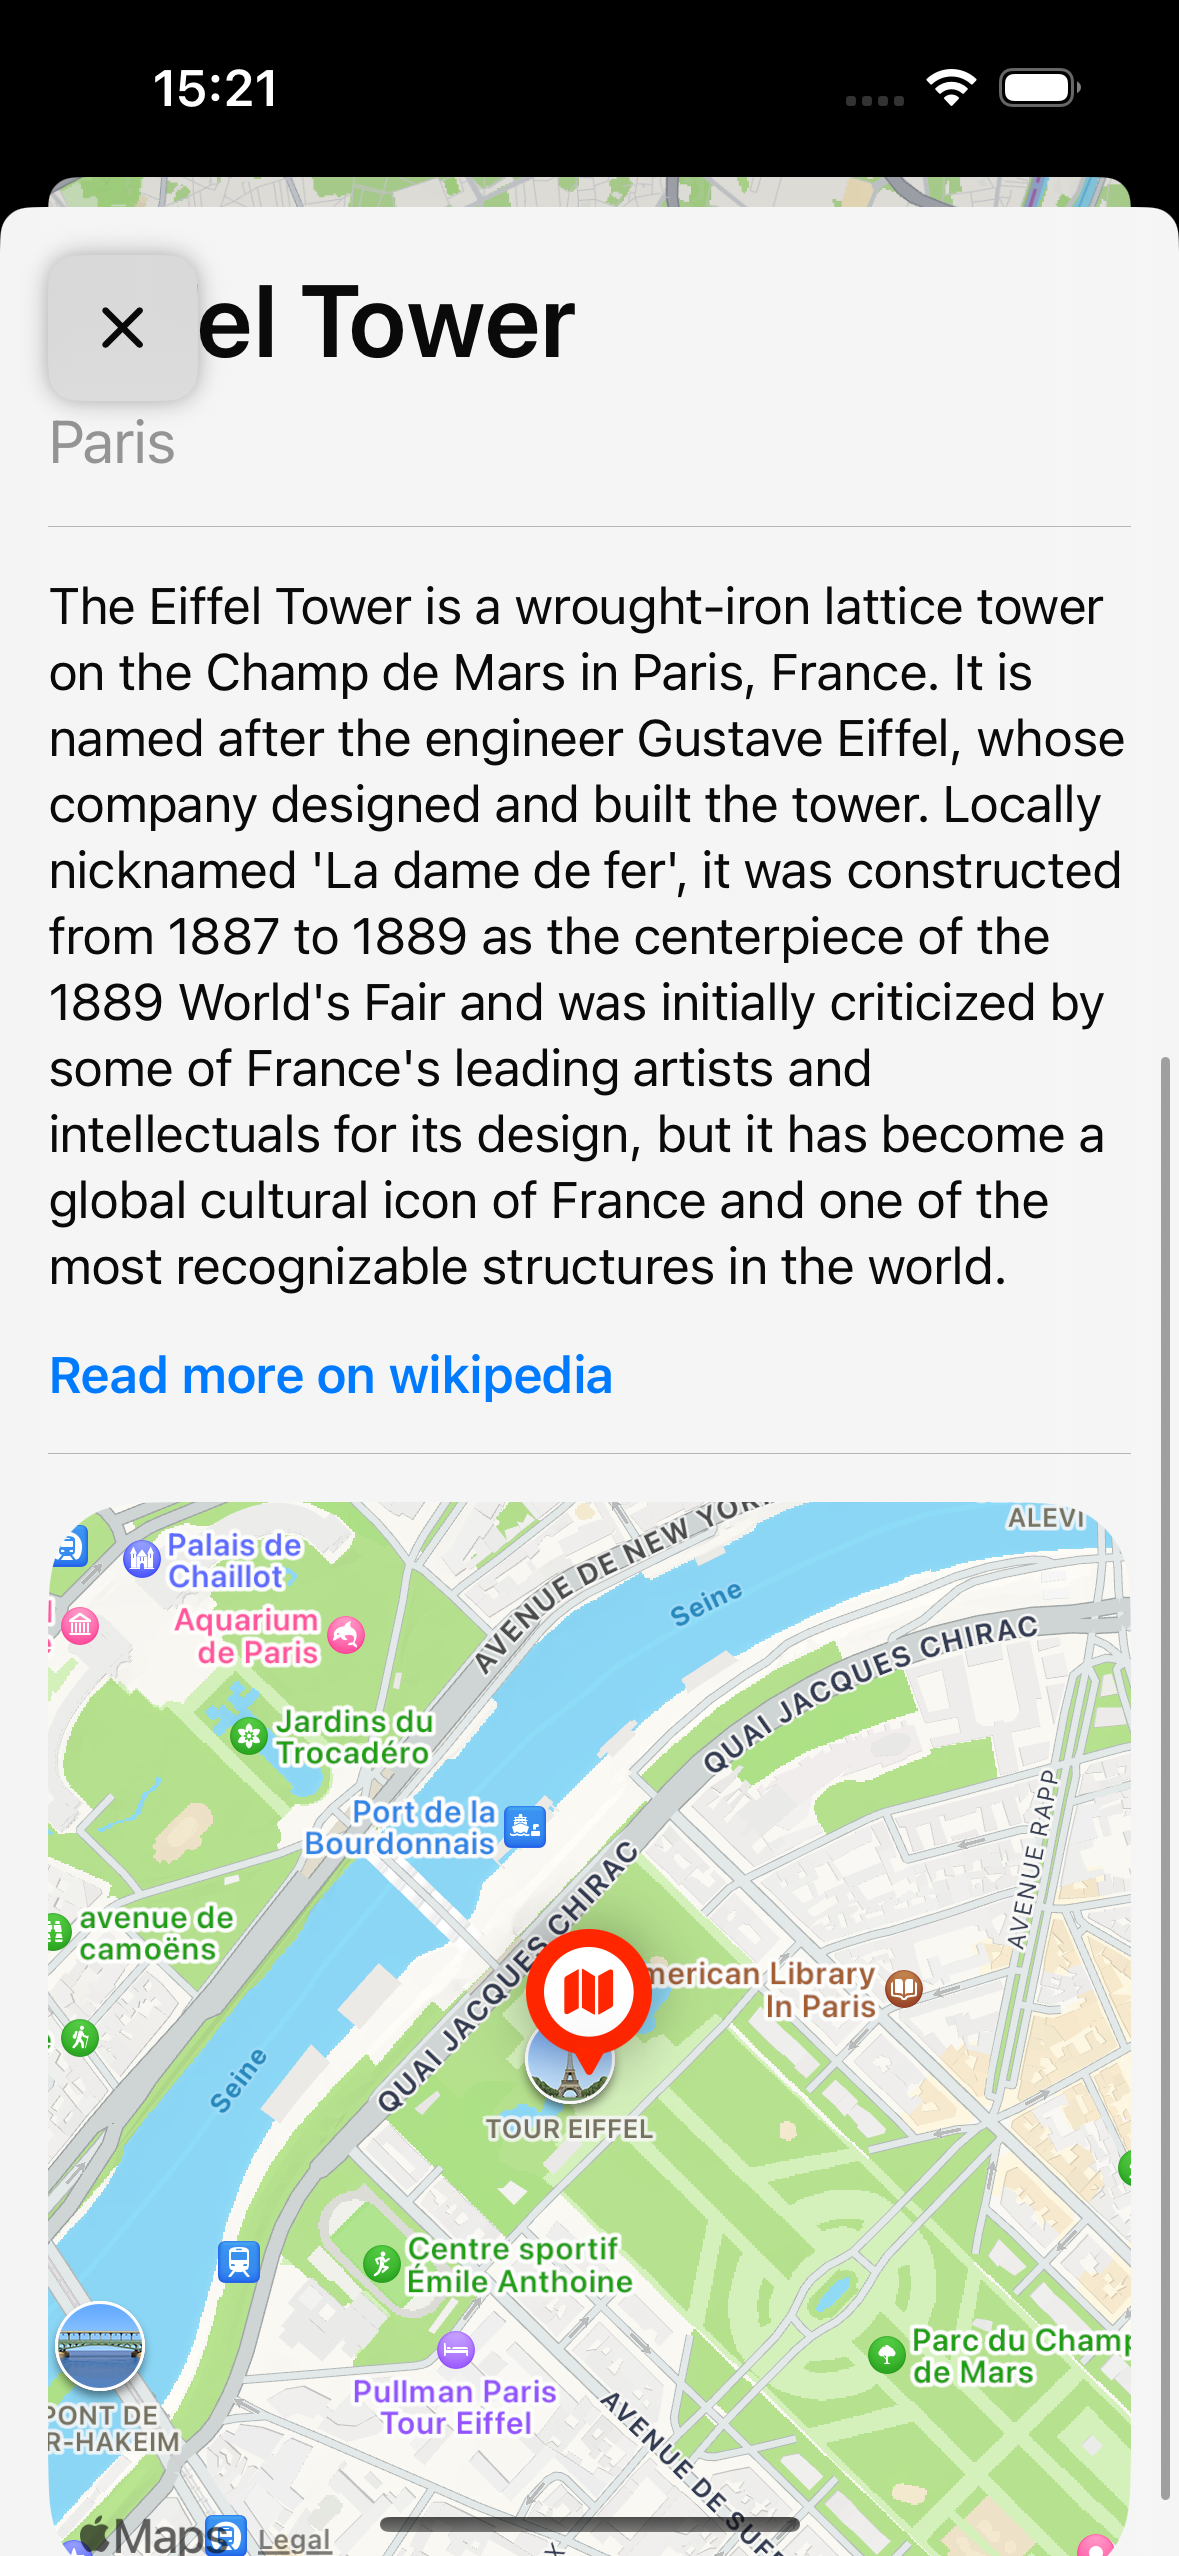 15:21
el Tower
Paris
The Eiffel Tower is a wrought-iron lattice tower
on the Champ de Mars in Paris, France. It is
named after the engineer Gustave Eiffel, whose
company designed and built the tower. Locally
nicknamed 'La dame de fer', it was constructed
from 1887 to 1889 as the centerpiece of the
1889 World's Fair and was initially criticized by
some of France's leading artists and
intellectuals for its design, but it has become a
global cultural icon of France and one of the
most recognizable structures in the world.
Read more on wikipedia
ALEVI
AVENUE DE NEW YOR
Palais de
Chaillot
Seine
Aquarium
de Paris
QUAI JACQUES CHIRAC
Jardins du
Trocadéro
Port de la
Bourdonnais
AVENUE RAPP
QUAI JACQUES CHIRAC
avenue de
camoëns
merican Library
In Paris
Seine
TOUR EIFFEL
Centre sportif
Émile Anthoine
Parc du Champ
de Mars
Pullman Paris
Tour Eiffel
PONT DE
R-HAKEIM
AVENUE DE SUFF
Maps
Legal